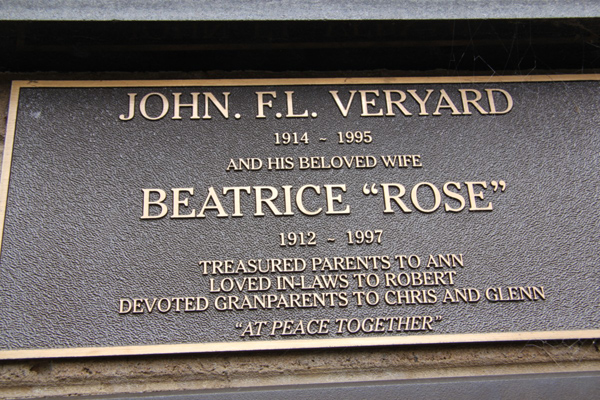 JOHN. F.L. VERYARD
1914 ~ 1995
AND HIS BELOVED WIFE
BEATRICE “ROSE”
1912 ~ 1997
TREASURED PARENTS TO ANN
LOVED IN-LAWS TO ROBERT
DEVOTED GRANPARENTS TO CHRIS AND GLENN
“AT PEACE TOGETHER”